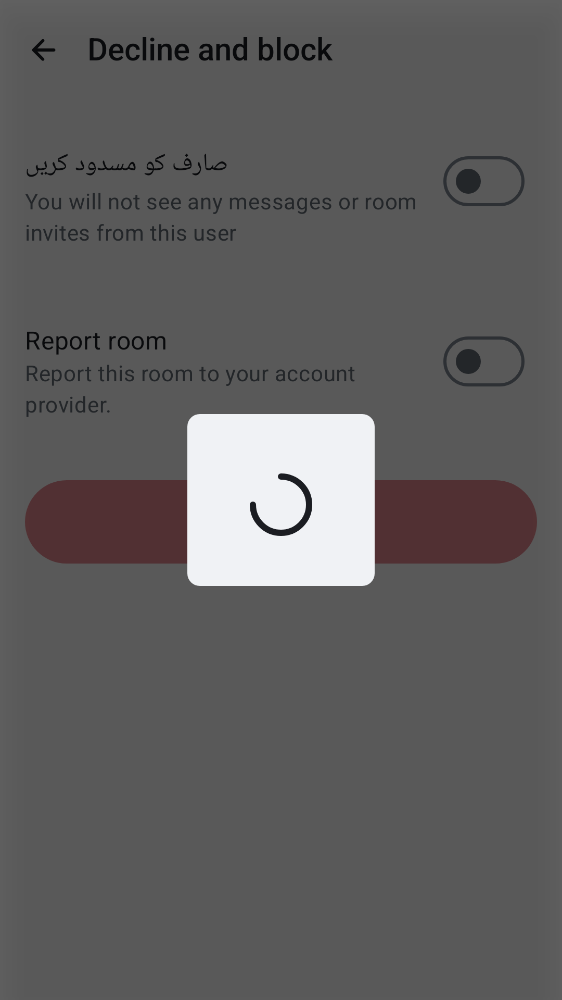 Decline and block
صارف کو مسدود کریں
You will not see any messages or room
invites from this user
Report room
Report this room to your account
provider.